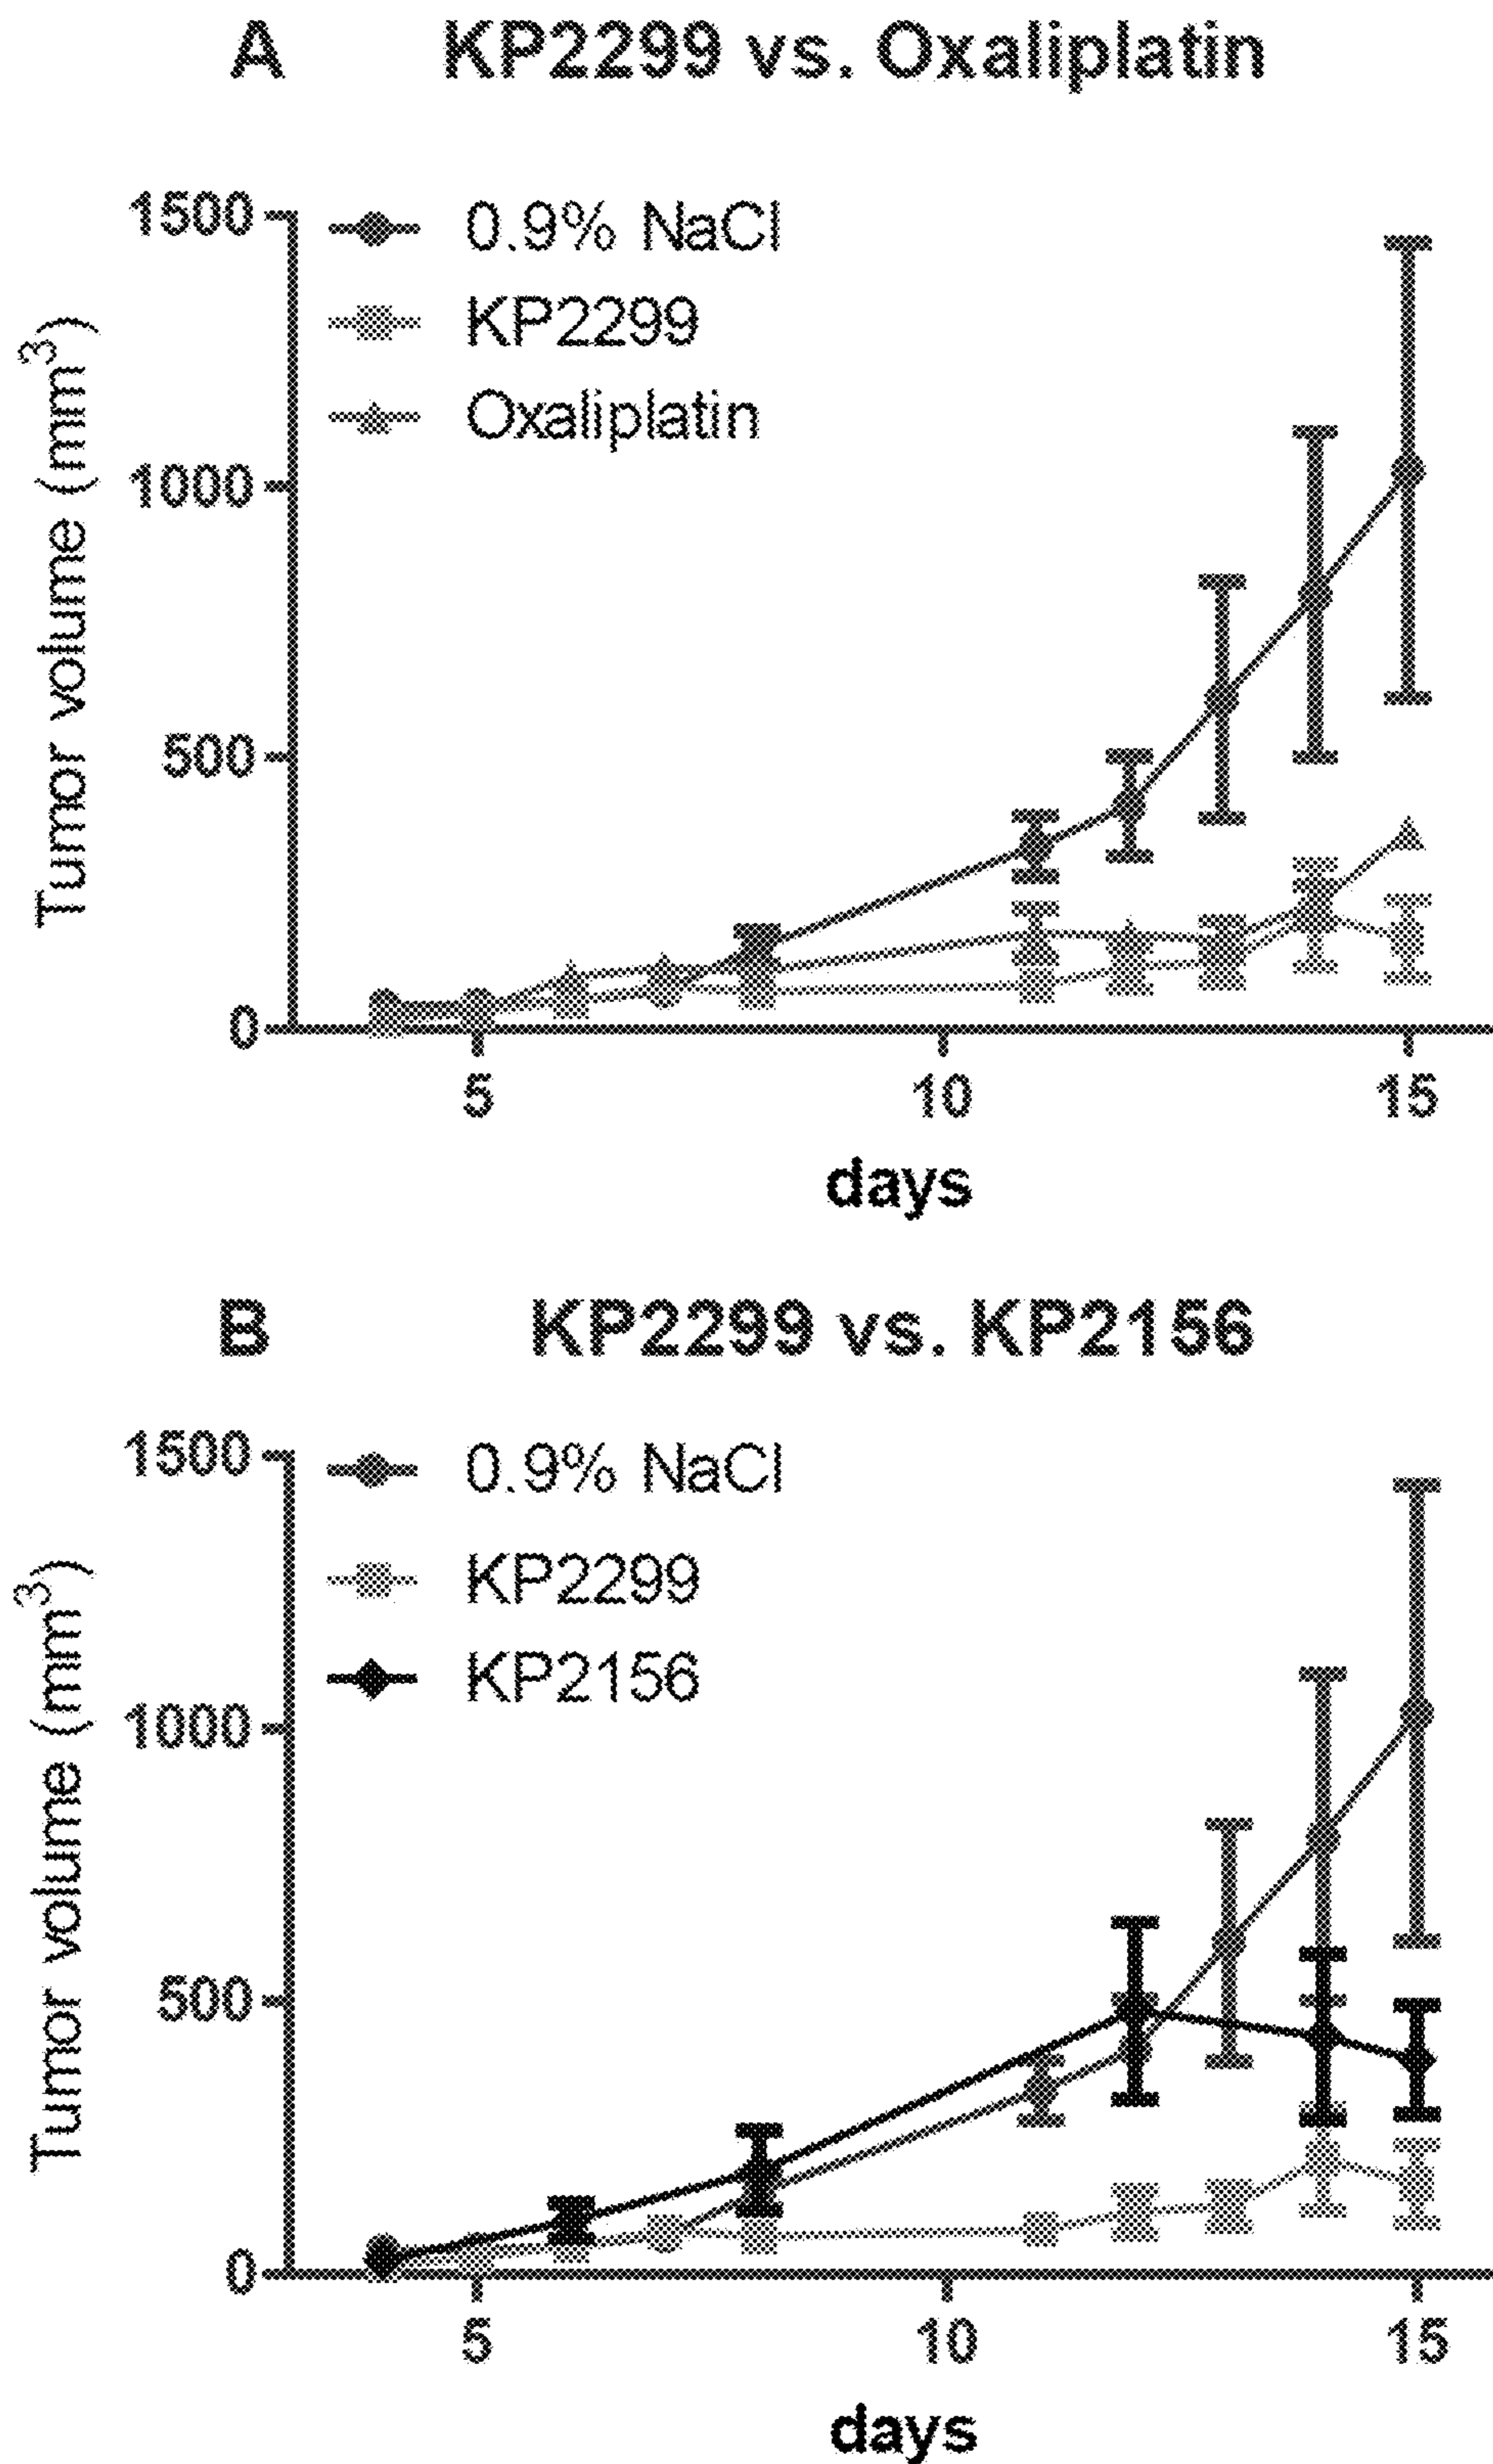 A KP2299 vs. Oxaliplatin
1500
1000
500
0
Tumor volume (mm³)
0.9% NaCl
KP2299
Oxaliplatin
5 10 15
days
B KP2299 vs. KP2156
1500
1000
500
0
Tumor volume (mm³)
0.9% NaCl
KP2299
KP2156
5 10 15
days